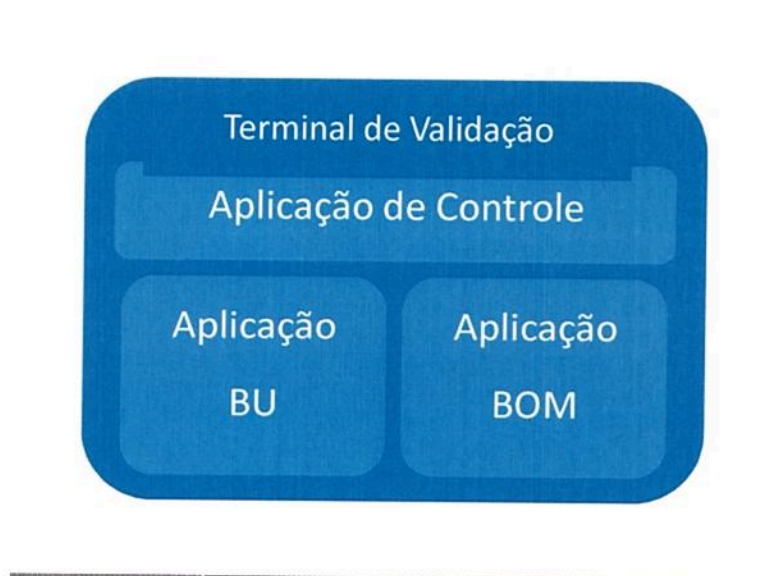 Terminal de Validação
Aplicação de Controle
Aplicação
BU
Aplicação
BOM